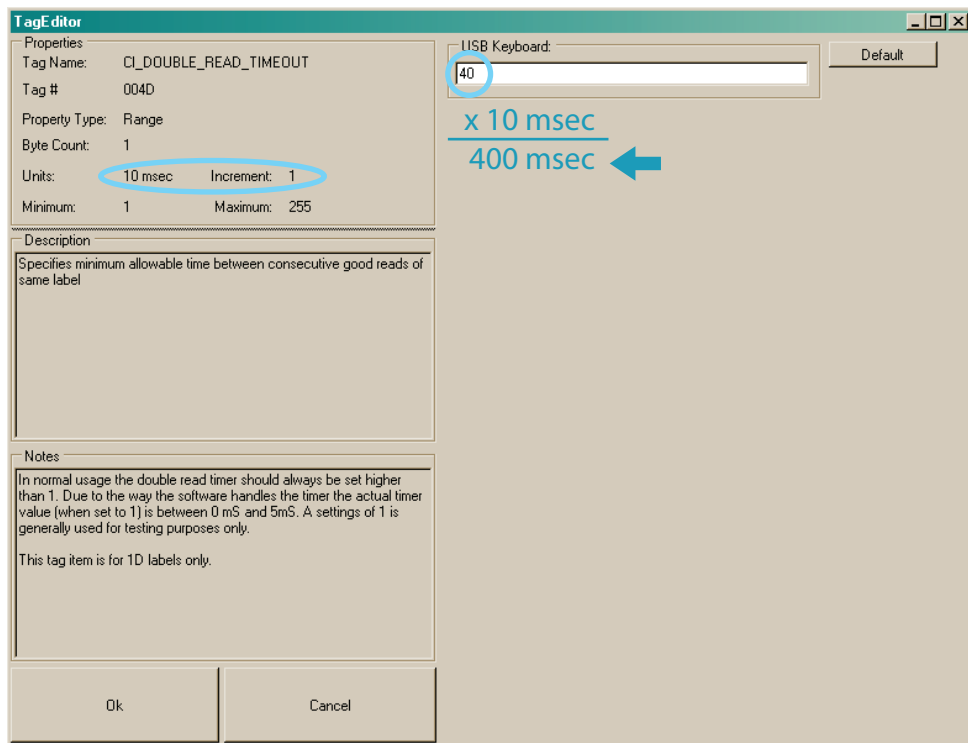 TagEditor
Properties
Tag Name: CI_DOUBLE_READ_TIMEOUT
Tag # 004D
Property Type: Range
Byte Count: 1
Units: 10 msec Increment: 1
Minimum: 1 Maximum: 255
USB Keyboard:
40
Default
x 10 msec
400 msec
Description
Specifies minimum allowable time between consecutive good reads of
same label
Notes
In normal usage the double read timer should always be set higher
than 1. Due to the way the software handles the timer the actual timer
value (when set to 1) is between 0 mS and 5mS. A settings of 1 is
generally used for testing purposes only.
This tag item is for 1D labels only.
Ok
Cancel